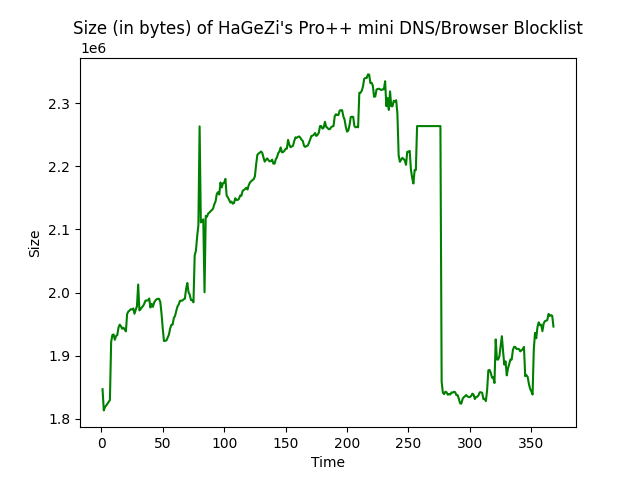 Size (in bytes) of HaGeZi's Pro++ mini DNS/Browser Blocklist
1e6
2.3
2.2
2.1
2.0
1.9
1.8
Size
0 50 100 150 200 250 300 350
Time